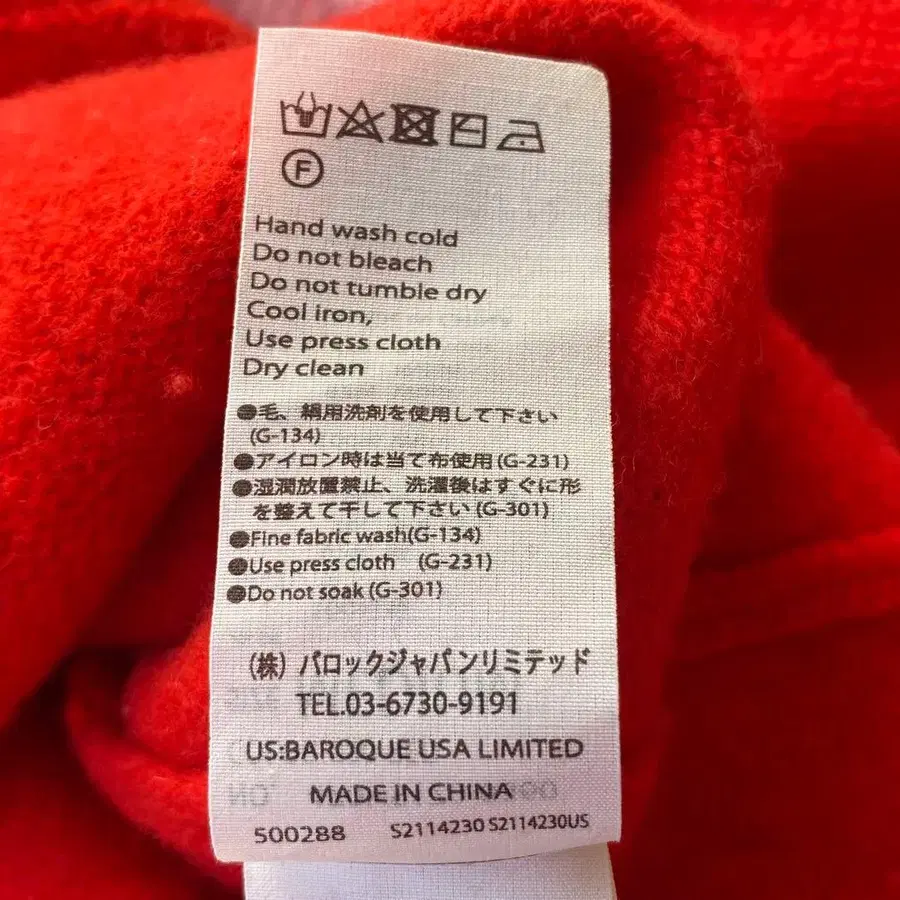 F
Hand wash cold
Do not bleach
Do not tumble dry
Cool iron,
Use press cloth
Dry clean
●毛、絹用洗剤を使用して下さい
(G-134)
●アイロン時は当て布使用 (G-231)
●湿潤放置禁止、洗濯後はすぐに形
を整えて干して下さい (G-301)
●Fine fabric wash(G-134)
●Use press cloth (G-231)
●Do not soak (G-301)
(株) バロックジャパンリミテッド
TEL.03-6730-9191
US:BAROQUE USA LIMITED
MADE IN CHINA
500288 S2114230 S2114230US